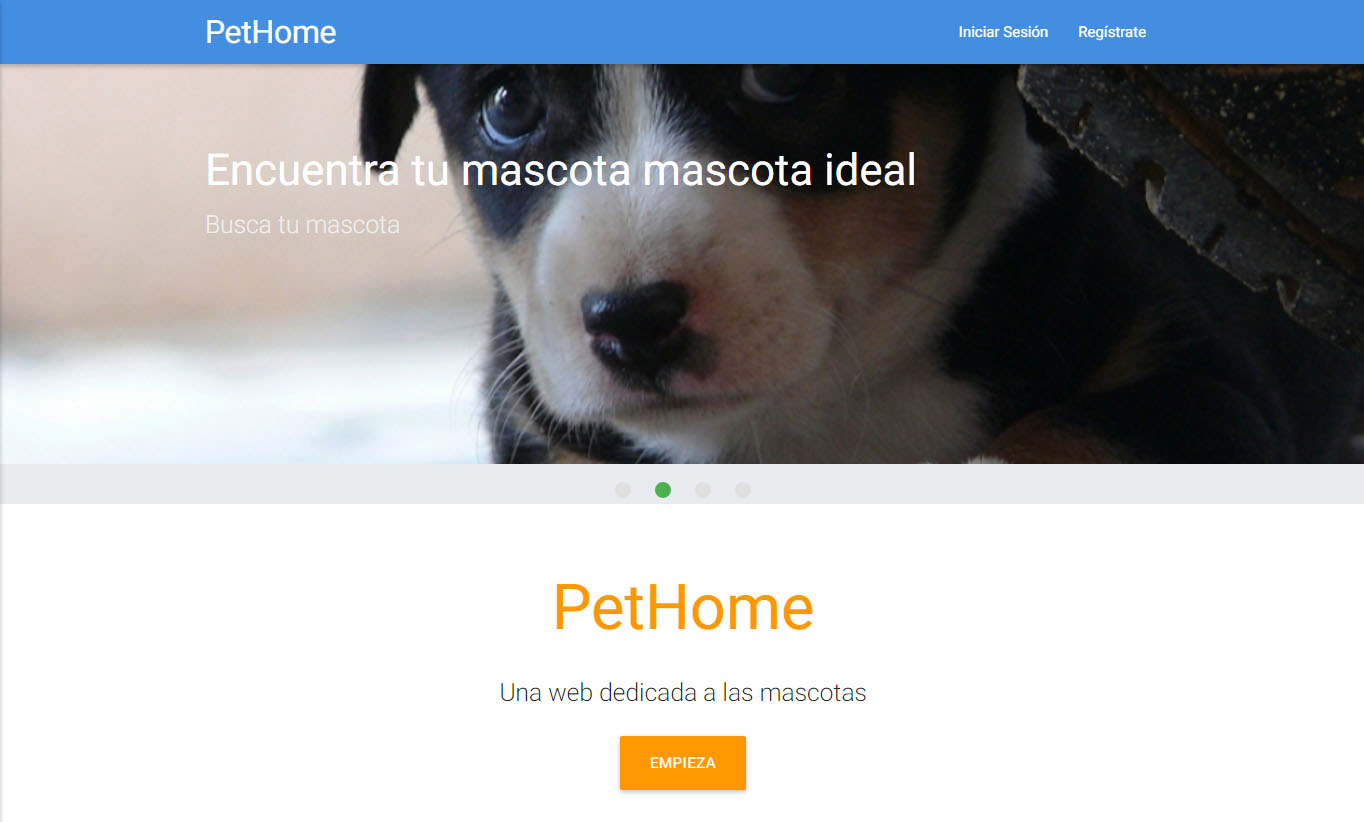 PetHome
Iniciar Sesión
Regístrate
Encuentra tu mascota mascota ideal
Busca tu mascota
PetHome
Una web dedicada a las mascotas
EMPIEZA